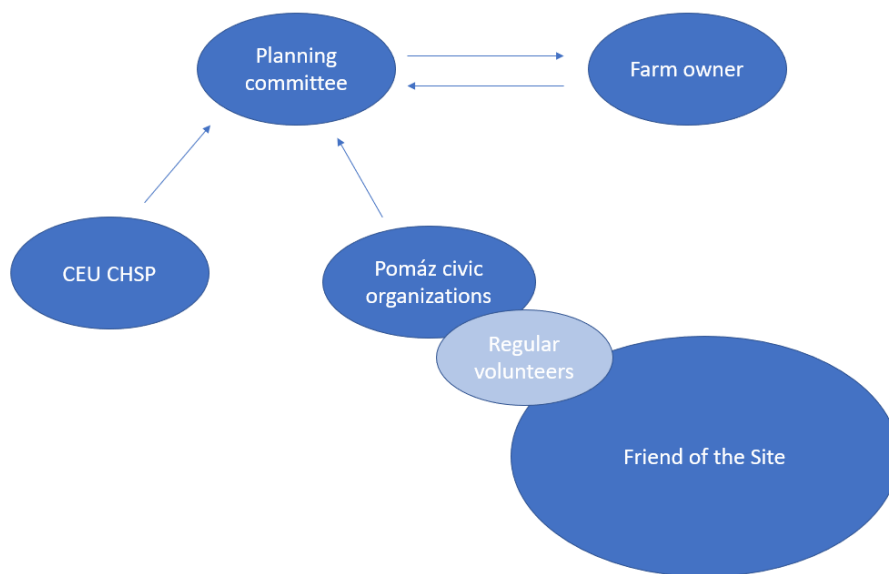 Planning
committee
Farm owner
CEU CHSP
Pomáz civic
organizations
Regular
volunteers
Friend of the Site